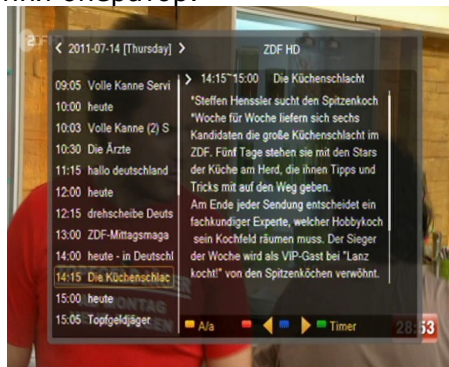 2011-07-14 [Thursday]
ZDF HD
09:05 Volle Kanne Servi
10:00 heute
10:03 Volle Kanne (2) S
10:30 Die Ärzte
11:15 hallo deutschland
12:00 heute
12:15 drehscheibe Deuts
13:00 ZDF-Mittagsmaga
14:00 heute - in Deutschl
14:15 Die Küchenschlac
15:00 heute
15:05 Topfgeldjäger
14:15~15:00 Die Küchenschlacht
*Steffen Henssler sucht den Spitzenkoch
*Woche für Woche liefern sich sechs
Kandidaten die große Küchenschlacht im
ZDF. Fünf Tage stehen sie mit den Stars
der Küche am Herd, die ihnen Tipps und
Tricks mit auf den Weg geben.
Am Ende jeder Sendung entscheidet ein
fachkundiger Experte, welcher Hobbykoch
sein Kochfeld räumen muss. Der Sieger
der Woche wird als VIP-Gast bei "Lanz
kocht!" von den Spitzenköchen verwöhnt.
A/a
Timer
28:53